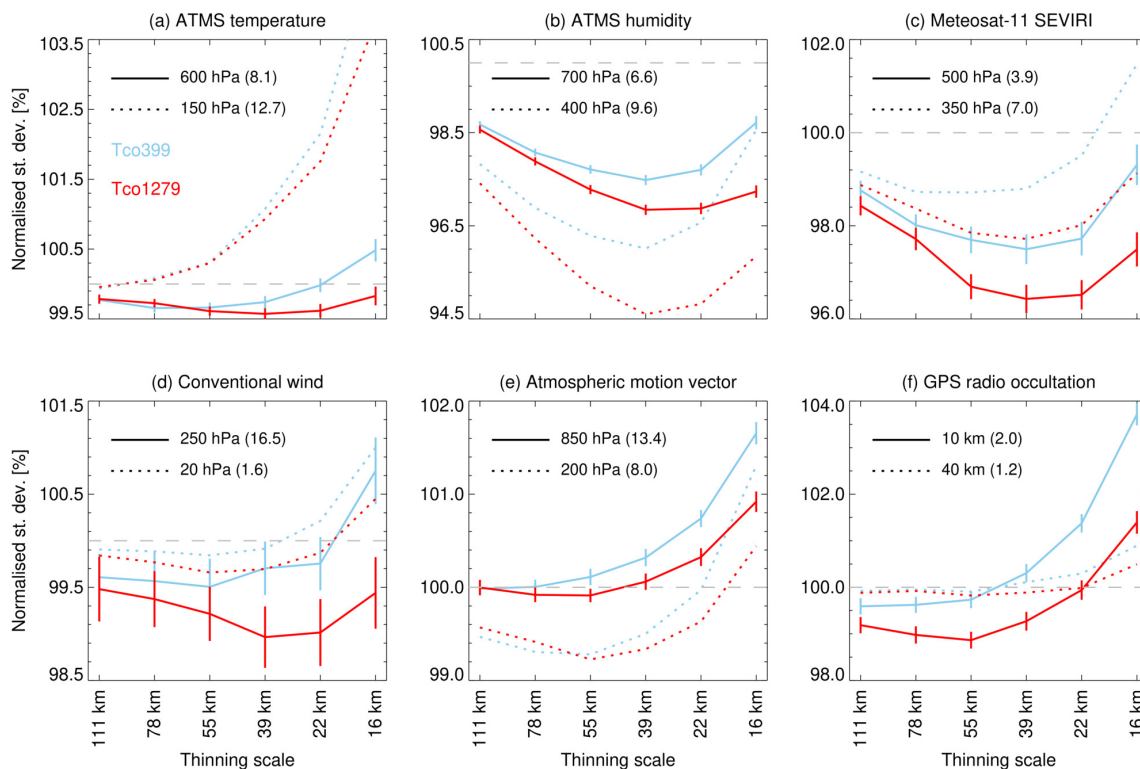 (a) ATMS temperature
103.5
102.5
101.5
100.5
99.5
Normalised st. dev. [%]
600 hPa (8.1)
150 hPa (12.7)
Tco399
Tco1279
(b) ATMS humidity
100.5
98.5
96.5
94.5
700 hPa (6.6)
400 hPa (9.6)
(c) Meteosat-11 SEVIRI
102.0
100.0
98.0
96.0
500 hPa (3.9)
350 hPa (7.0)
(d) Conventional wind
101.5
100.5
99.5
98.5
Normalised st. dev. [%]
250 hPa (16.5)
20 hPa (1.6)
111 km
78 km
55 km
39 km
22 km
16 km
Thinning scale
(e) Atmospheric motion vector
102.0
101.0
100.0
99.0
850 hPa (13.4)
200 hPa (8.0)
111 km
78 km
55 km
39 km
22 km
16 km
Thinning scale
(f) GPS radio occultation
104.0
102.0
100.0
98.0
10 km (2.0)
40 km (1.2)
111 km
78 km
55 km
39 km
22 km
16 km
Thinning scale